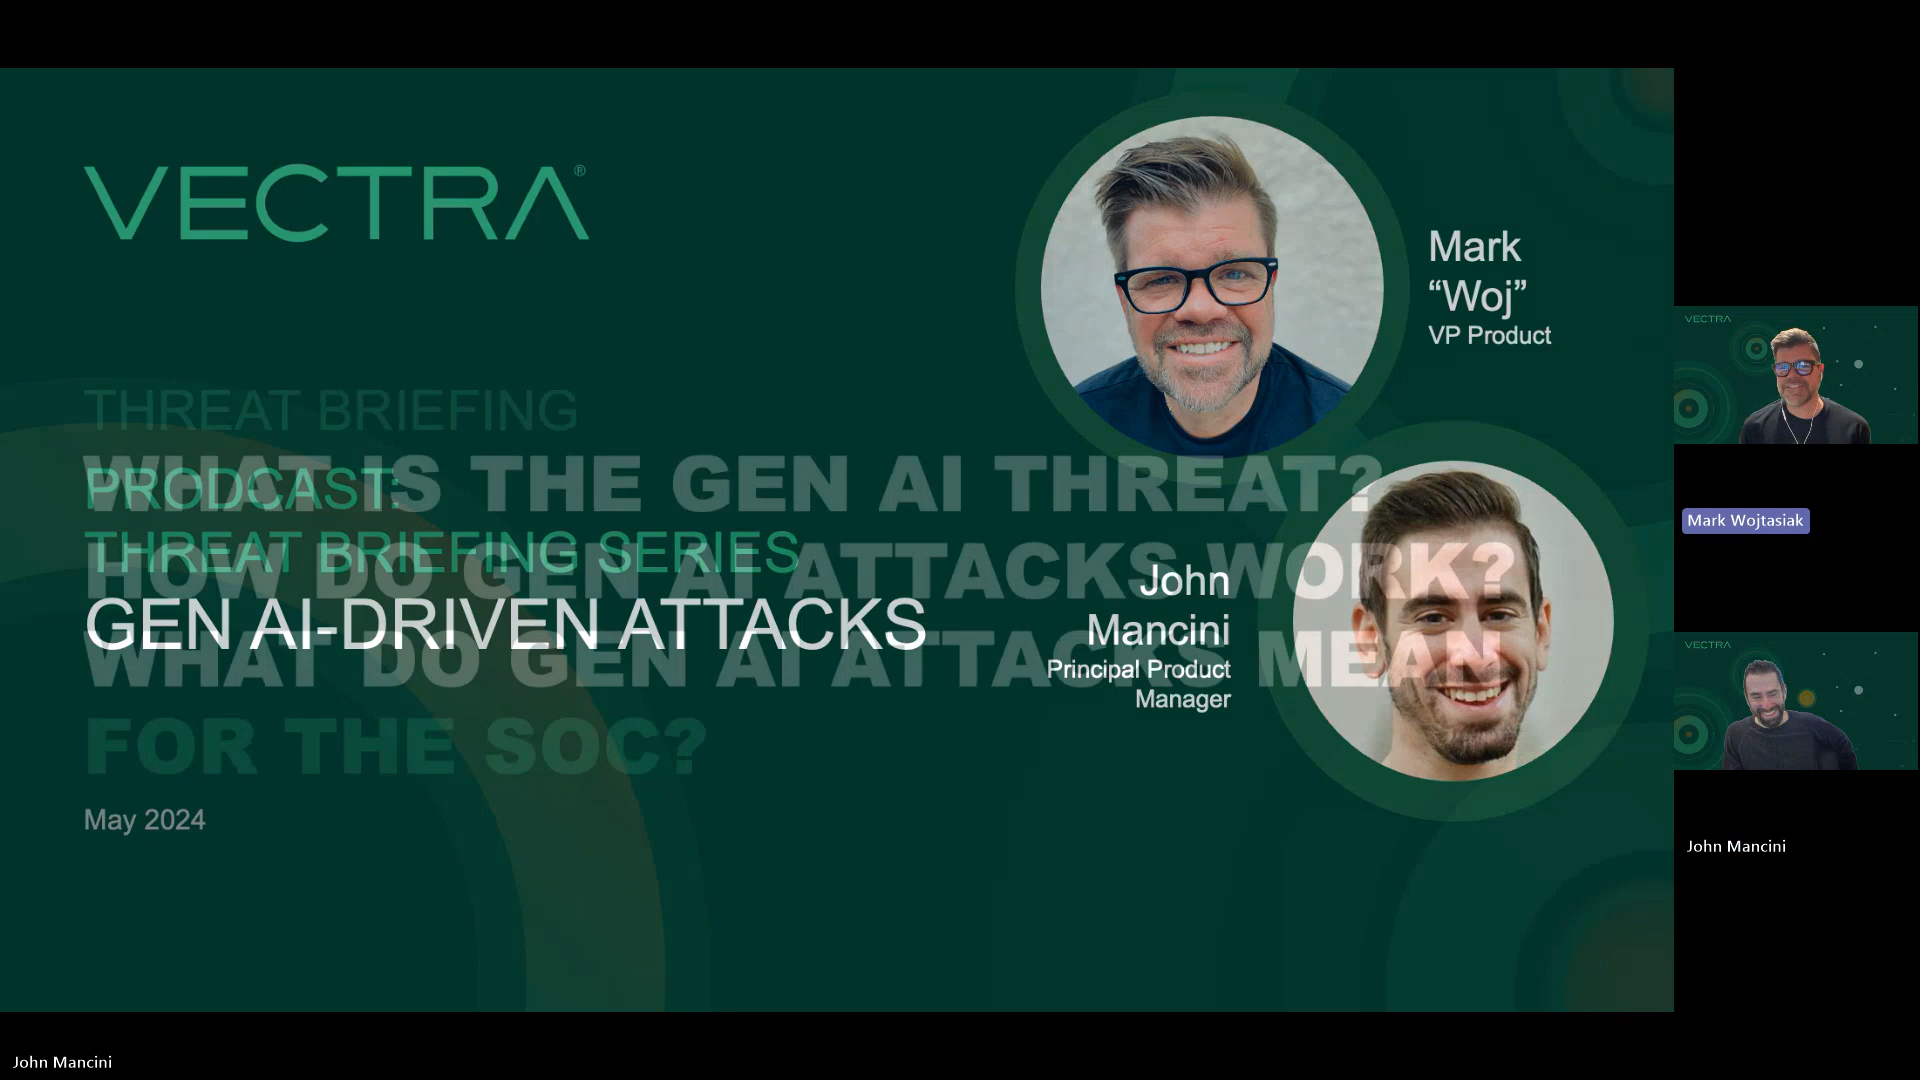 VECTRA®
Mark
“Woj”
VP Product
THREAT BRIEFING
WHAT IS THE GEN AI THREAT?
HOW DO GEN AI ATTACKS WORK?
WHAT DO GEN AI ATTACKS MEAN
FOR THE SOC?
PRODCAST:
THREAT BRIEFING SERIES
GEN AI-DRIVEN ATTACKS
May 2024
John
Mancini
Principal Product
Manager
VECTRA
Mark Wojtasiak
VECTRA
John Mancini
John Mancini